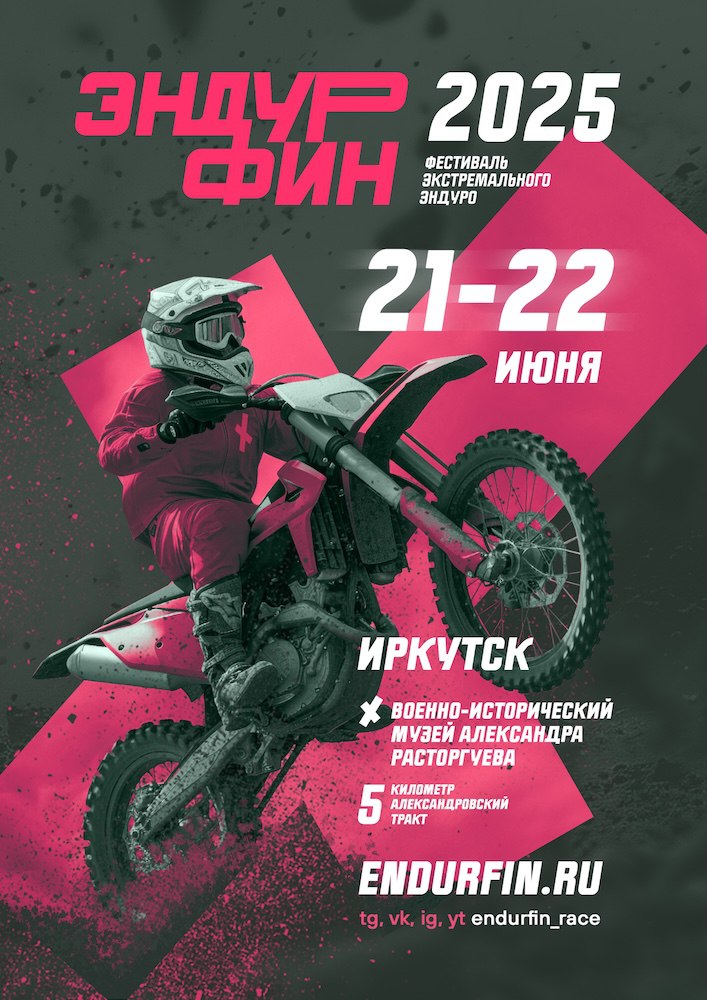 ЭНДУР
ФИН
2025
ФЕСТИВАЛЬ
ЭКСТРЕМАЛЬНОГО
ЭНДУРО
21-22
ИЮНЯ
ИРКУТСК
ВОЕННО-ИСТОРИЧЕСКИЙ
МУЗЕЙ АЛЕКСАНДРА
РАСТОРГУЕВА
5 КИЛОМЕТР
АЛЕКСАНДРОВСКИЙ
ТРАКТ
ENDURFIN.RU
tg, vk, ig, yt endurfin_race